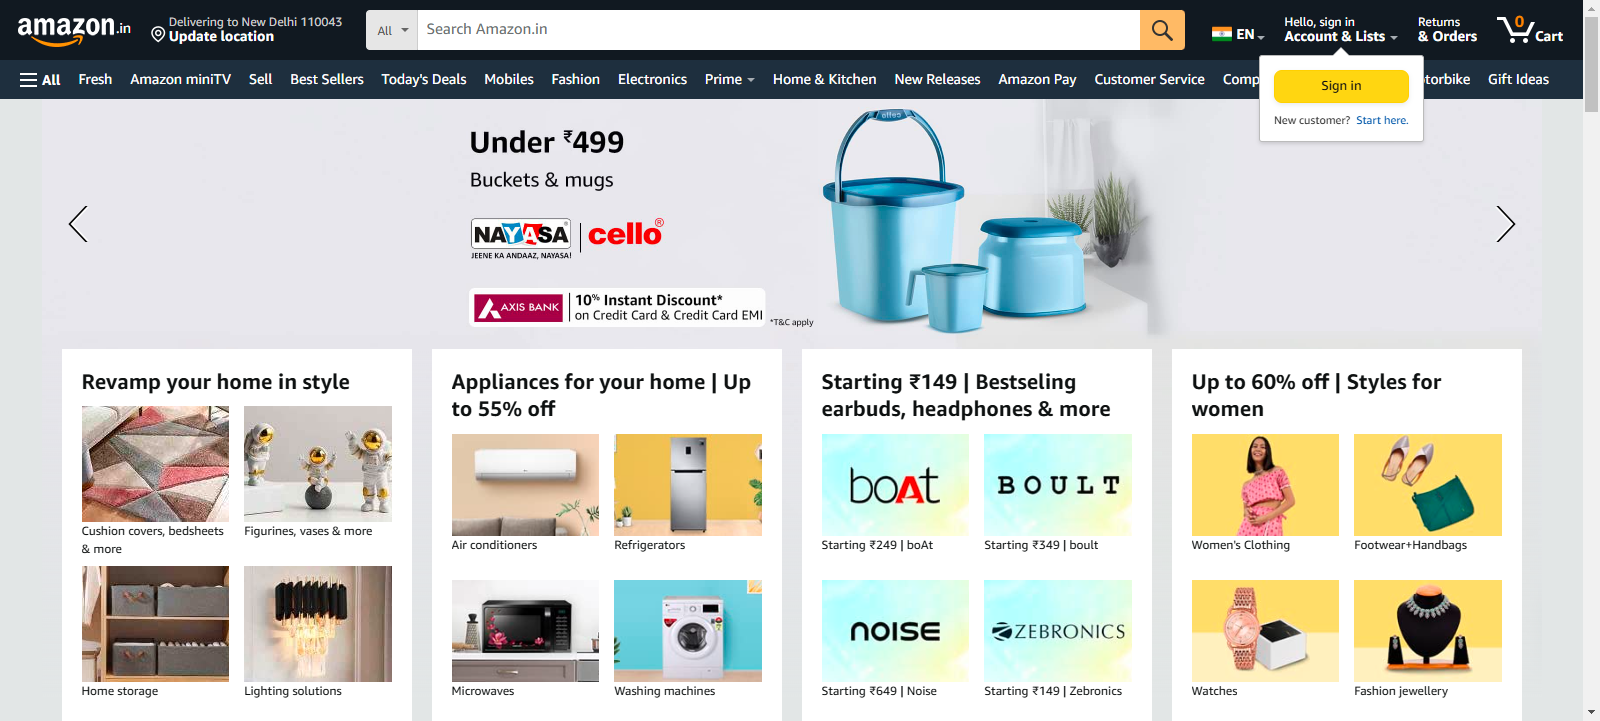 amazon.in
Delivering to New Delhi 110043
Update location
All
Search Amazon.in
EN
Hello, sign in
Account & Lists
Returns
& Orders
0
Cart
All
Fresh
Amazon miniTV
Sell
Best Sellers
Today's Deals
Mobiles
Fashion
Electronics
Prime
Home & Kitchen
New Releases
Amazon Pay
Customer Service
Comp
torbike
Gift Ideas
Sign in
New customer? Start here.
Under ₹499
Buckets & mugs
NAYASA
JEENE KA ANDAAZ, NAYASA!
cello®
AXIS BANK
10% Instant Discount*
on Credit Card & Credit Card EMI
*T&C apply
Revamp your home in style
Cushion covers, bedsheets
& more
Figurines, vases & more
Home storage
Lighting solutions
Appliances for your home | Up
to 55% off
Air conditioners
Refrigerators
Microwaves
Washing machines
Starting ₹149 | Bestseling
earbuds, headphones & more
boAt
BOULT
Starting ₹249 | boAt
Starting ₹349 | boult
noise
ZEBRONICS
Starting ₹649 | Noise
Starting ₹149 | Zebronics
Up to 60% off | Styles for
women
Women's Clothing
Footwear+Handbags
Watches
Fashion jewellery